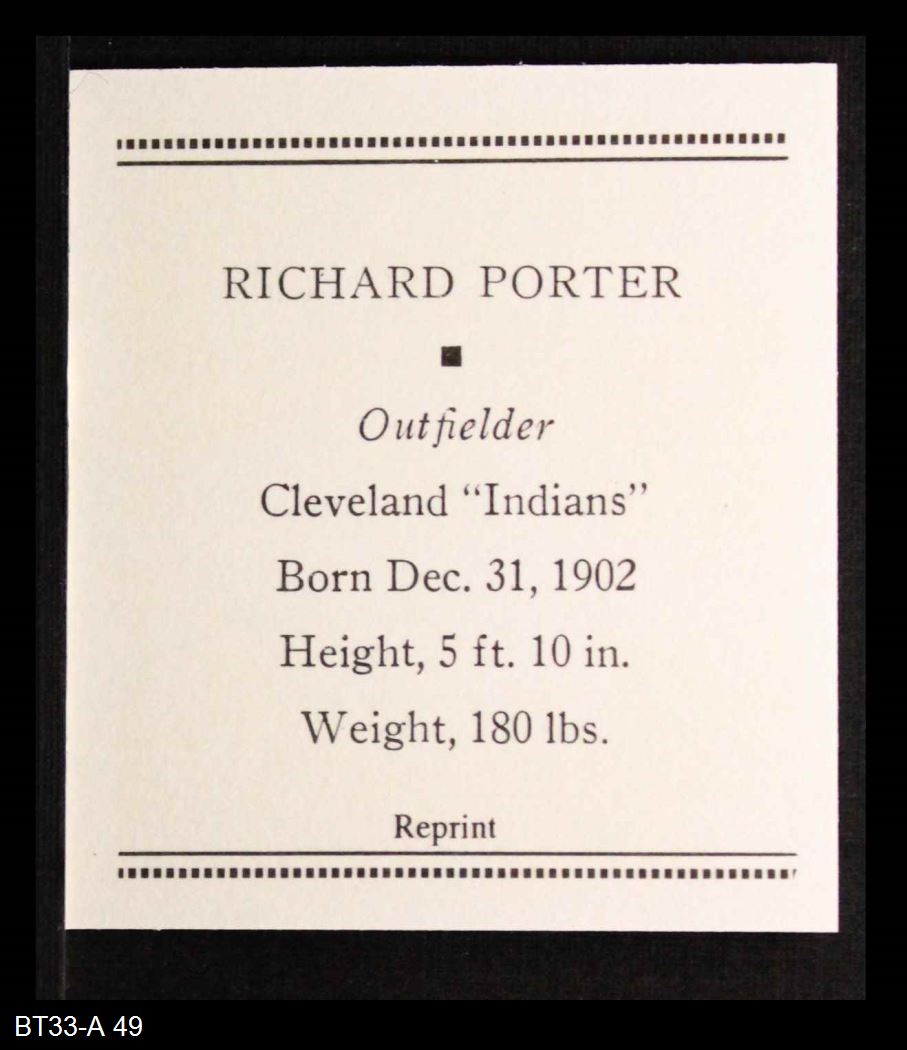 RICHARD PORTER
Outfielder
Cleveland “Indians”
Born Dec. 31, 1902
Height, 5 ft. 10 in.
Weight, 180 lbs.
Reprint
BT33-A 49